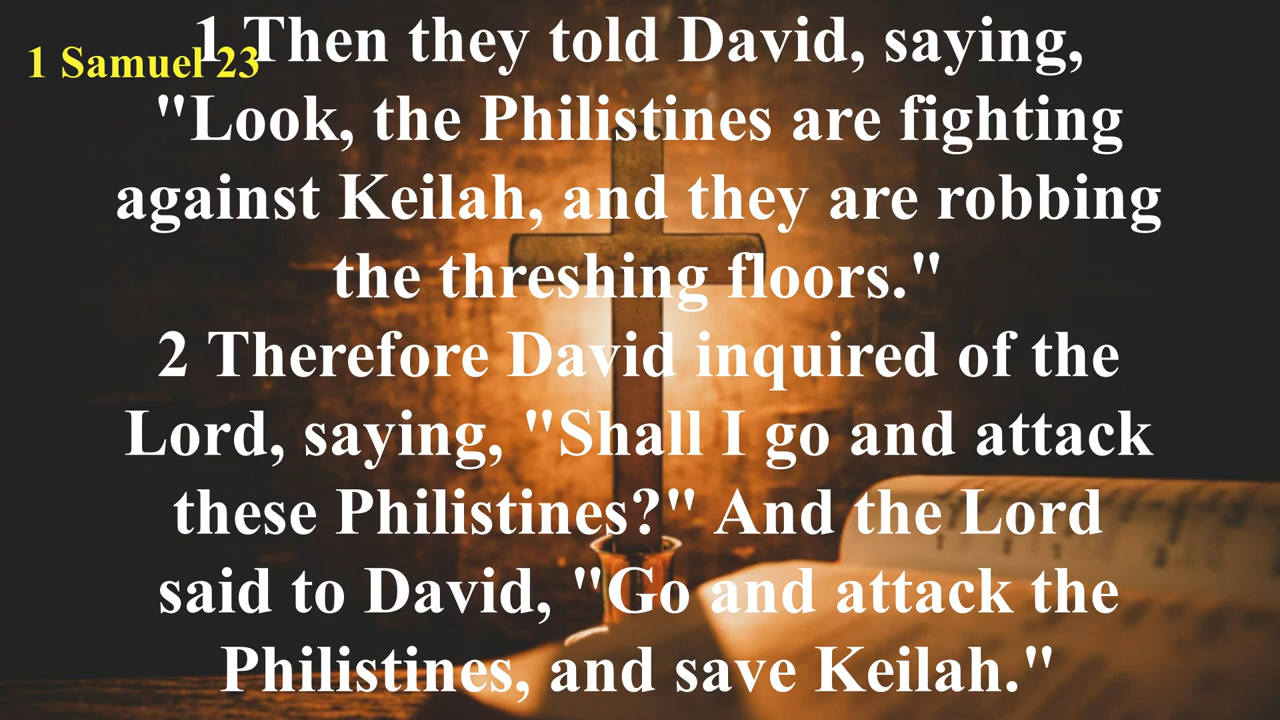 1 Samuel 23
1 Then they told David, saying,
"Look, the Philistines are fighting
against Keilah, and they are robbing
the threshing floors."
2 Therefore David inquired of the
Lord, saying, "Shall I go and attack
these Philistines?" And the Lord
said to David, "Go and attack the
Philistines, and save Keilah."